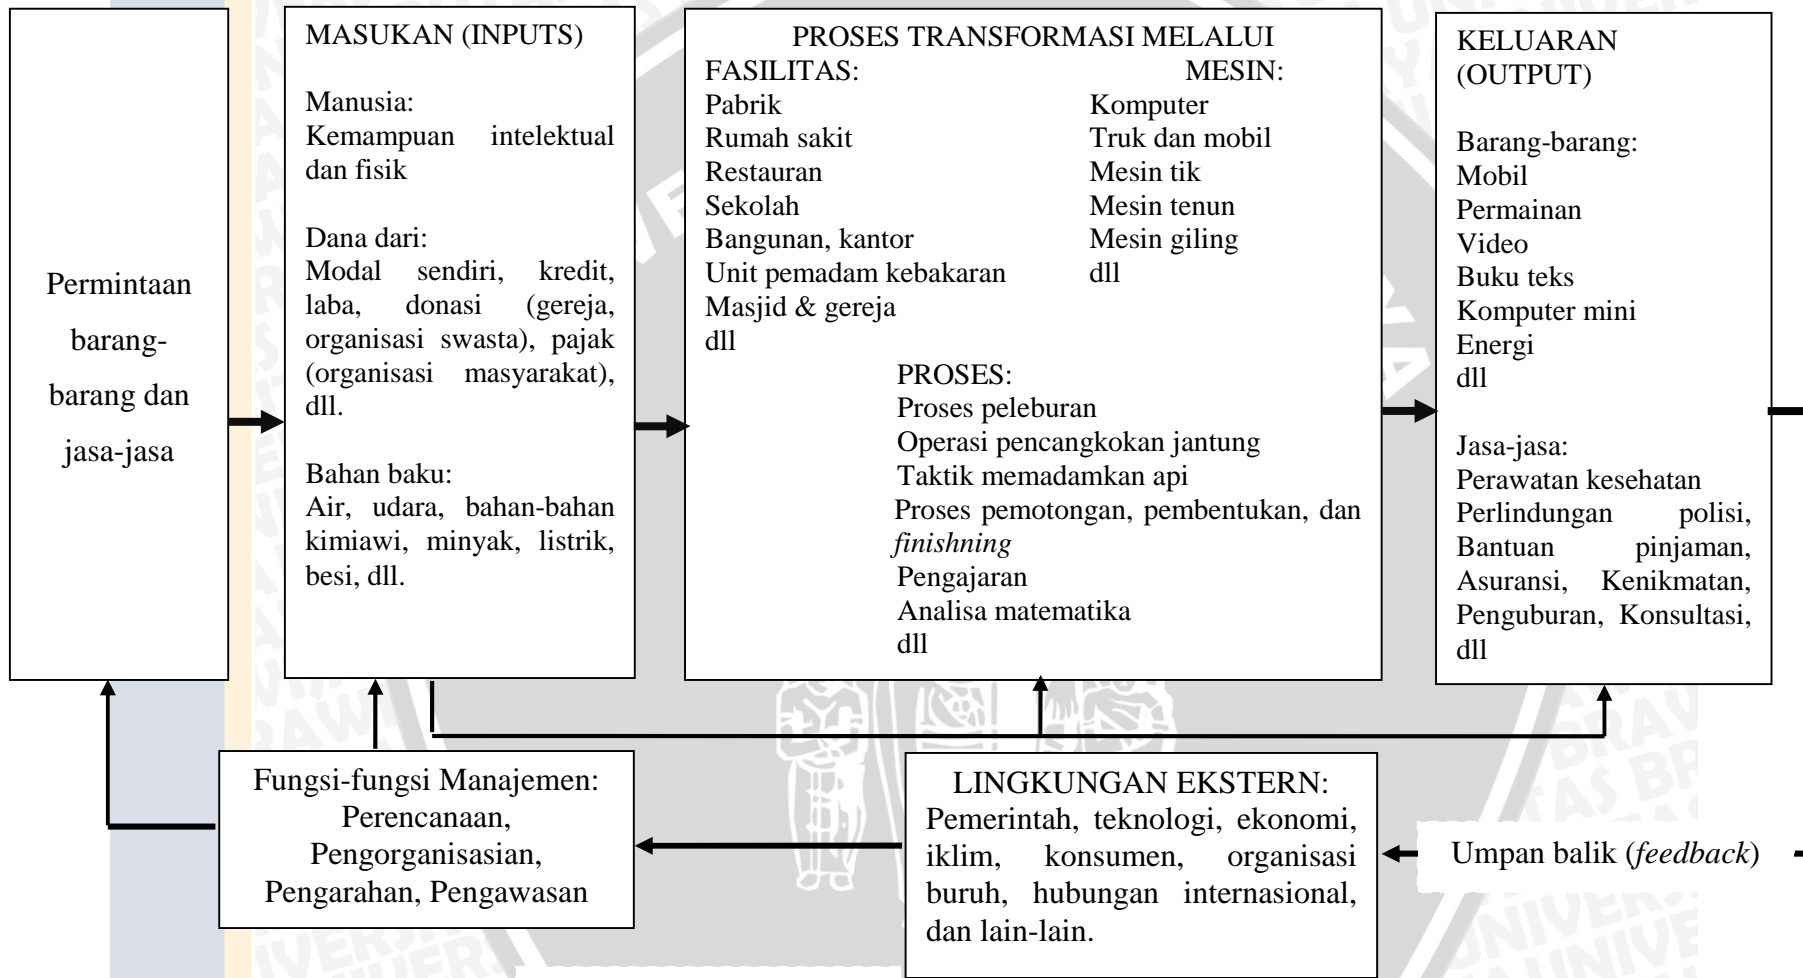 Permintaan
barang-
barang dan
jasa-jasa
MASUKAN (INPUTS)
Manusia:
Kemampuan intelektual
dan fisik
Dana dari:
Modal sendiri, kredit,
laba, donasi (gereja,
organisasi swasta), pajak
(organisasi masyarakat),
dll.
Bahan baku:
Air, udara, bahan-bahan
kimiawi, minyak, listrik,
besi, dll.
PROSES TRANSFORMASI MELALUI
FASILITAS:
Pabrik
Rumah sakit
Restauran
Sekolah
Bangunan, kantor
Unit pemadam kebakaran
Masjid & gereja
dll
MESIN:
Komputer
Truk dan mobil
Mesin tik
Mesin tenun
Mesin giling
dll
PROSES:
Proses peleburan
Operasi pencangkokan jantung
Taktik memadamkan api
Proses pemotongan, pembentukan, dan
finishning
Pengajaran
Analisa matematika
dll
KELUARAN
(OUTPUT)
Barang-barang:
Mobil
Permainan
Video
Buku teks
Komputer mini
Energi
dll
Jasa-jasa:
Perawatan kesehatan
Perlindungan polisi,
Bantuan pinjaman,
Asuransi, Kenikmatan,
Penguburan, Konsultasi,
dll
Fungsi-fungsi Manajemen:
Perencanaan,
Pengorganisasian,
Pengarahan, Pengawasan
LINGKUNGAN EKSTERN:
Pemerintah, teknologi, ekonomi,
iklim, konsumen, organisasi
buruh, hubungan internasional,
dan lain-lain.
Umpan balik (feedback)